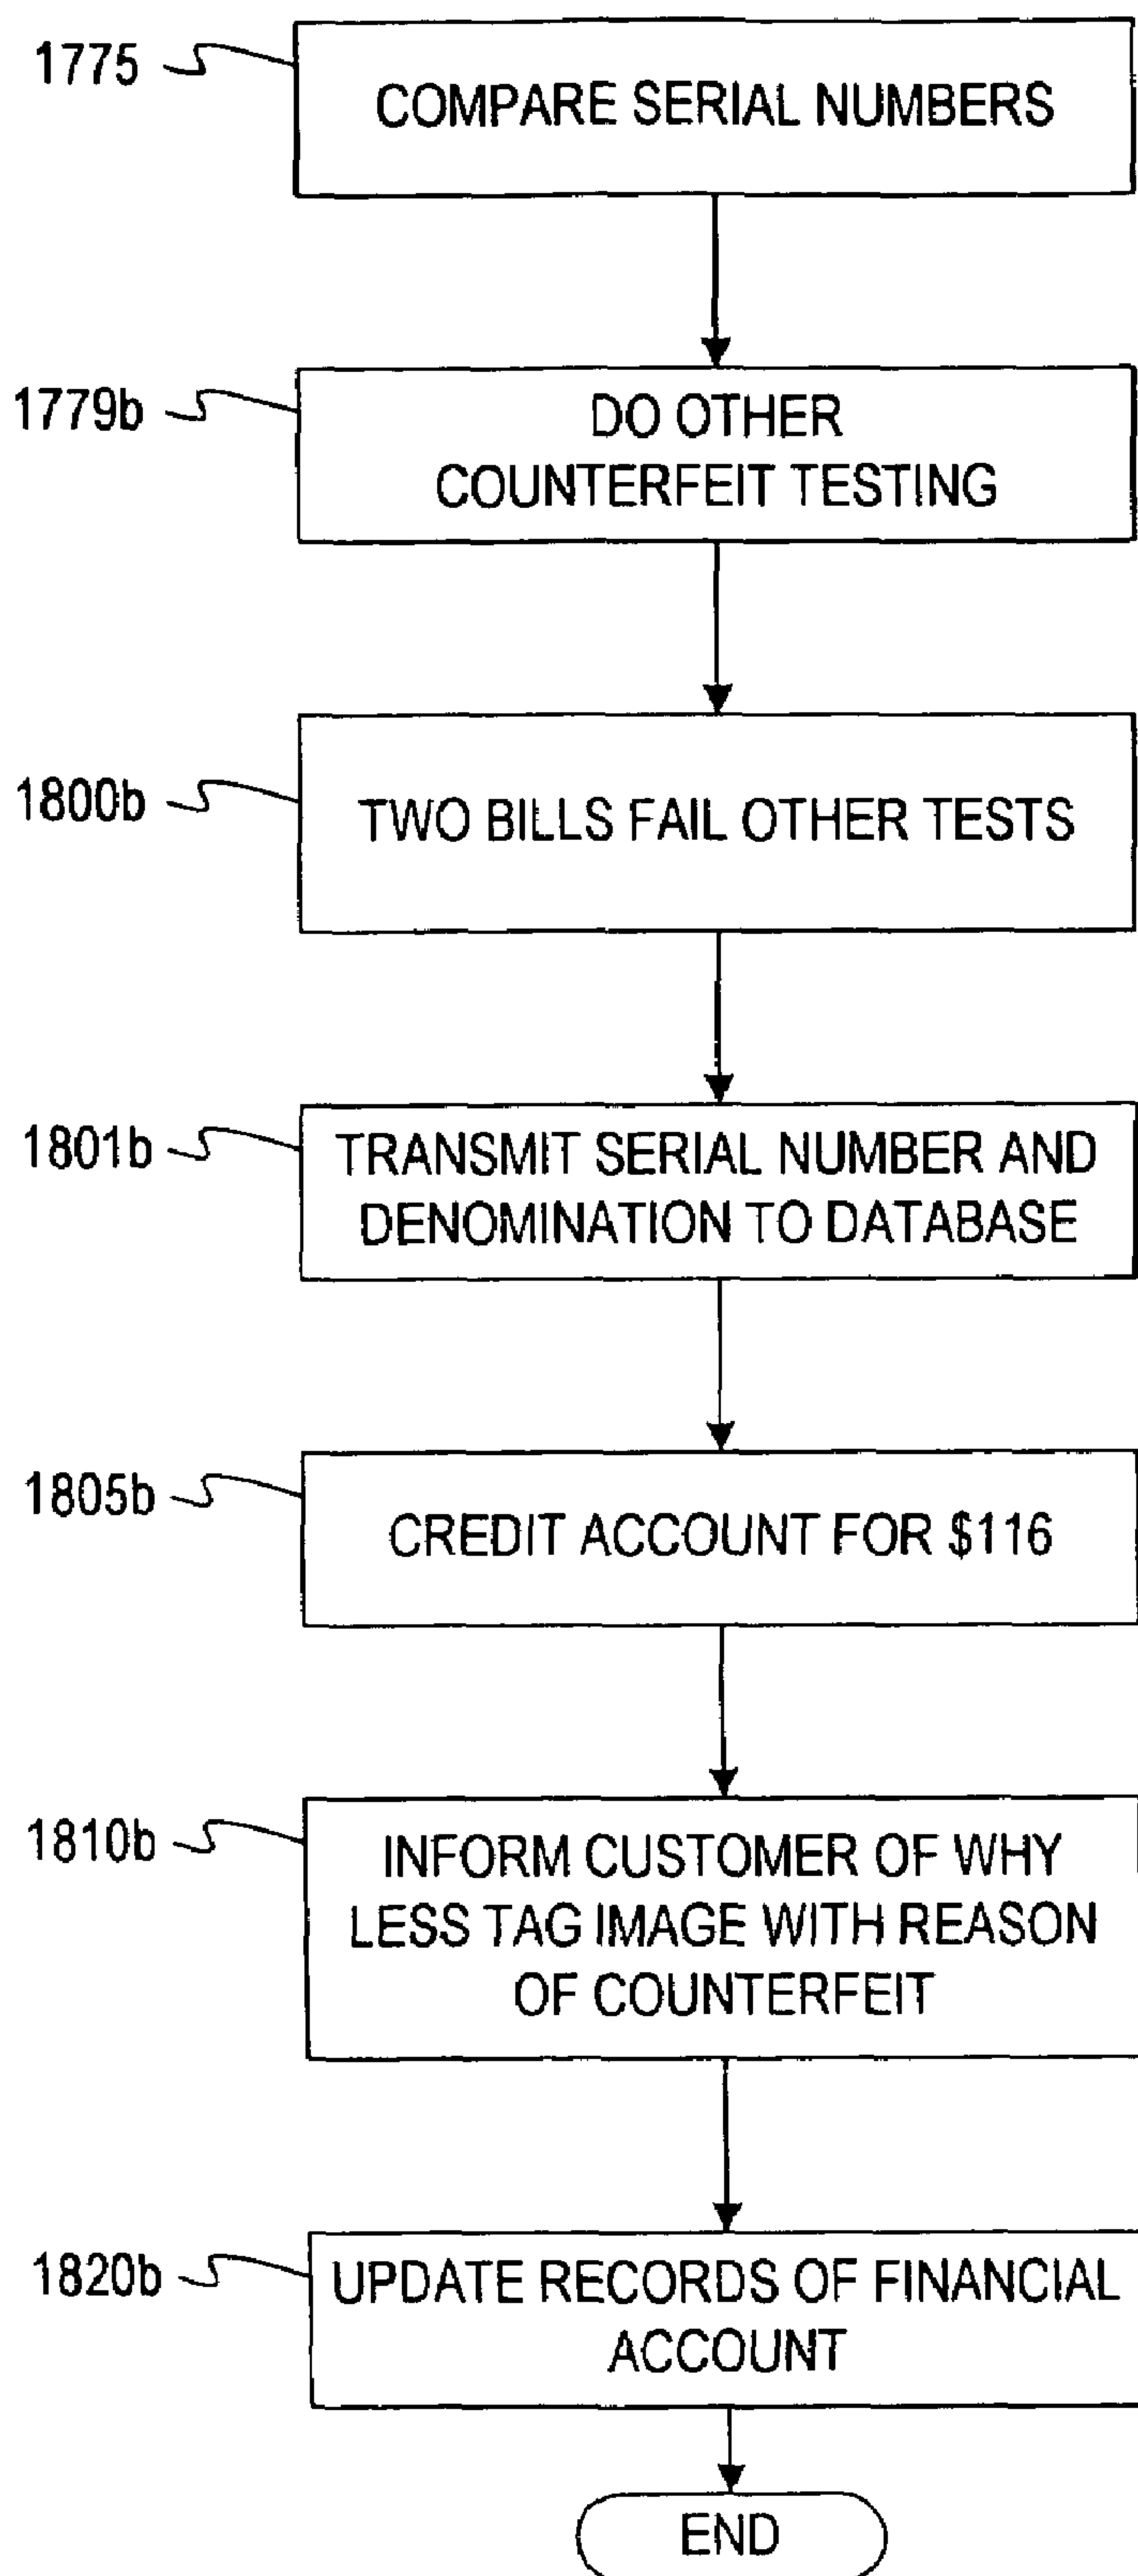 1775
COMPARE SERIAL NUMBERS
1779b
DO OTHER
COUNTERFEIT TESTING
1800b
TWO BILLS FAIL OTHER TESTS
1801b
TRANSMIT SERIAL NUMBER AND
DENOMINATION TO DATABASE
1805b
CREDIT ACCOUNT FOR $116
1810b
INFORM CUSTOMER OF WHY
LESS TAG IMAGE WITH REASON
OF COUNTERFEIT
1820b
UPDATE RECORDS OF FINANCIAL
ACCOUNT
END